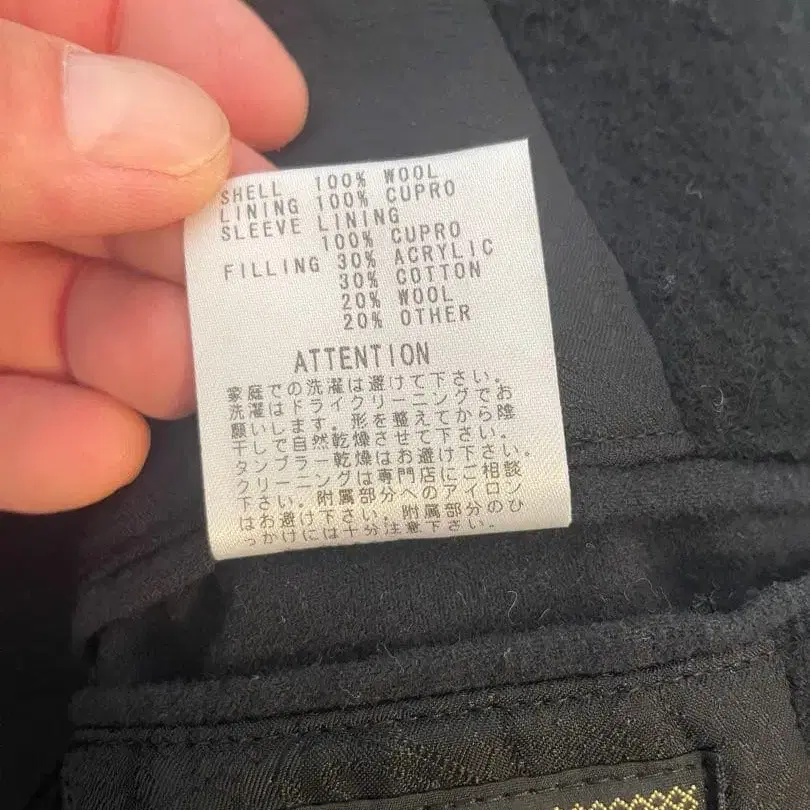 SHELL 100% WOOL
LINING 100% CUPRO
SLEEVE LINING
100% CUPRO
FILLING 30% ACRYLIC
30% COTTON
20% WOOL
20% OTHER
ATTENTION
家庭での洗濯は避けて下さい。
洗濯はドライクリーニングでお
願いします。形を整えてから陰
干しで自然乾燥させて下さい。
タンブラー乾燥はお避け下さい。
クリーニングは専門店にご相談
下さい。附属部分へのアイロン
はお避け下さい。附属部分のひ
っかけには十分注意下さい。